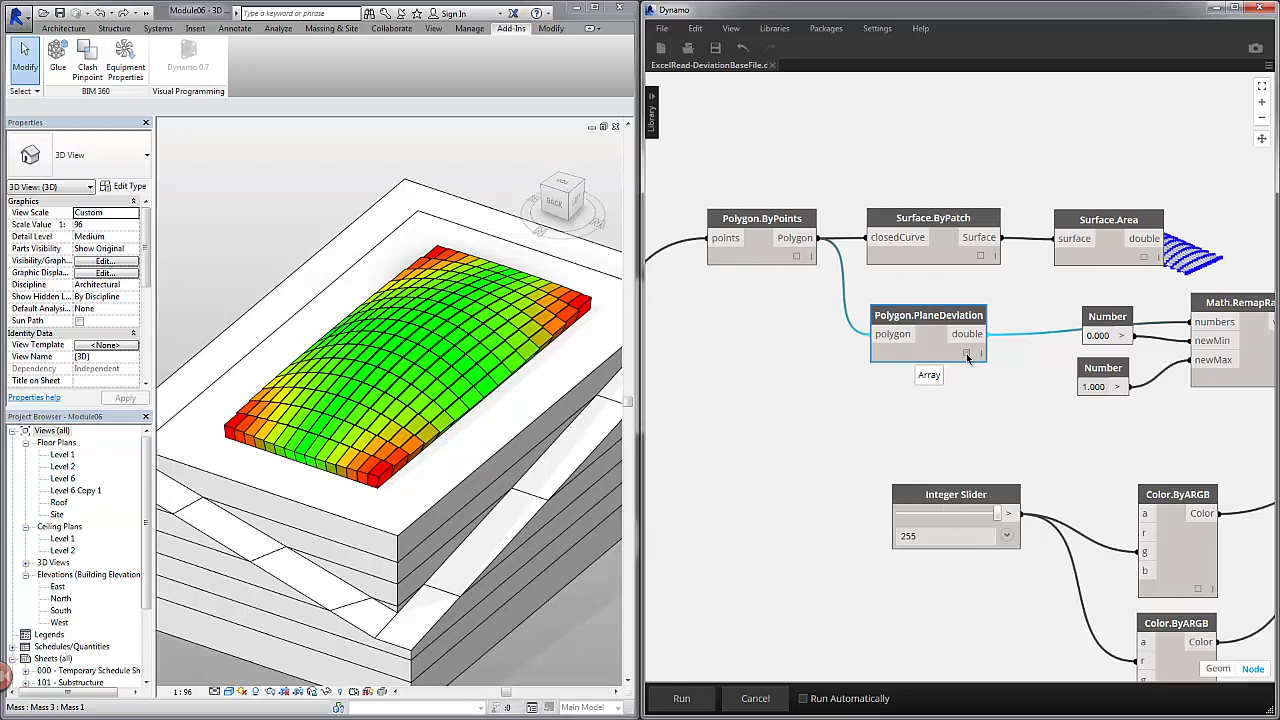 Module06 - 3D ...
Type a keyword or phrase
Sign In
Architecture
Structure
Systems
Insert
Annotate
Analyze
Massing & Site
Collaborate
View
Manage
Add-Ins
Modify
Modify
Glue
Clash
Pinpoint
Equipment
Properties
Dynamo 0.7
Select
BIM 360
Visual Programming
Properties
3D View
3D View: {3D}
Edit Type
Graphics
View Scale
Custom
Scale Value 1:
96
Detail Level
Medium
Parts Visibility
Show Original
Visibility/Graph...
Edit...
Graphic Displa...
Edit...
Discipline
Architectural
Show Hidden L...
By Discipline
Default Analysi...
None
Sun Path
Identity Data
View Template
<None>
View Name
{3D}
Dependency
Independent
Title on Sheet
Properties help
Apply
Project Browser - Module06
Views (all)
Floor Plans
Level 1
Level 2
Level 6
Level 6 Copy 1
Roof
Site
Ceiling Plans
Level 1
Level 2
3D Views
Elevations (Building Elevation
East
North
South
West
Legends
Schedules/Quantities
Sheets (all)
000 - Temporary Schedule Sh
101 - Substructure
BACK
1 : 96
Mass : Mass 3 : Mass 1
:0
Main Model
Dynamo
File
Edit
View
Libraries
Packages
Settings
Help
ExcelRead-DeviationBaseFile.c
Library
Polygon.ByPoints
points
Polygon
Surface.ByPatch
closedCurve
Surface
Surface.Area
surface
double
Polygon.PlaneDeviation
polygon
double
Array
Number
0.000
>
Number
1.000
>
Math.RemapRa
numbers
newMin
newMax
Integer Slider
>
255
Color.ByARGB
a
Color
r
g
b
Color.ByARGB
a
Color
r
Geom
Node
Run
Cancel
Run Automatically